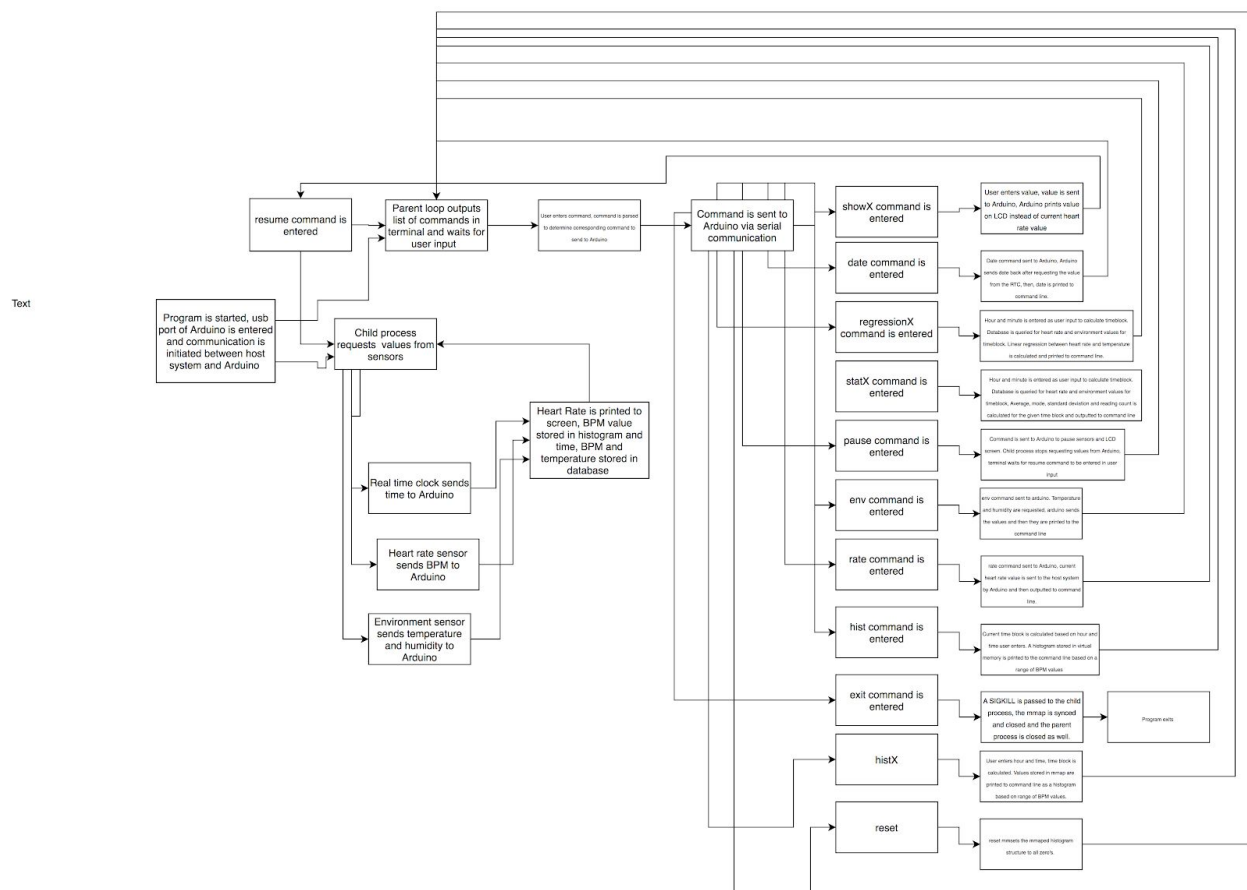 resume command is
entered
Parent loop outputs
list of commands in
terminal and waits for
user input
User enters command, command is parsed
to determine corresponding command to
send to Arduino
Command is sent to
Arduino via serial
communication
showX command is
entered
User enters value, value is sent
to Arduino, Arduino prints value
on LCD instead of current heart
rate value
date command is
entered
Date command sent to Arduino, Arduino
sends date back after requesting the value
from the RTC, then, date is printed to
command line.
Text
Program is started, usb
port of Arduino is entered
and communication is
initiated between host
system and Arduino
Child process
requests values from
sensors
regressionX
command is entered
Hour and minute is entered as user input to calculate timeblock.
Database is queried for heart rate and environment values for
timeblock. Linear regression between heart rate and temperature
is calculated and printed to command line.
statX command is
entered
Hour and minute is entered as user input to calculate timeblock.
Database is queried for heart rate and environment values for
timeblock, Average, mode, standard deviation and reading count is
calculated for the given time block and outputted to command line
Heart Rate is printed to
screen, BPM value
stored in histogram and
time, BPM and
temperature stored in
database
pause command is
entered
Command is sent to Arduino to pause sensors and LCD
screen. Child process stops requesting values from Arduino,
terminal waits for resume command to be entered in user
input
Real time clock sends
time to Arduino
env command is
entered
env command sent to arduino. Temperature
and humidity are requested, arduino sends
the values and then they are printed to the
command line
Heart rate sensor
sends BPM to
Arduino
rate command is
entered
rate command sent to Arduino, current
heart rate value is sent to the host system
by Arduino and then outputted to command
line.
Environment sensor
sends temperature
and humidity to
Arduino
hist command is
entered
Current time block is calculated based on hour and
time user enters. A histogram stored in virtual
memory is printed to the command line based on a
range of BPM values
exit command is
entered
A SIGKILL is passed to the child
process, the mmap is synced
and closed and the parent
process is closed as well.
Program exits
histX
User enters hour and time, time block is
calculated. Values stored in mmap are
printed to command line as a histogram
based on range of BPM values.
reset
reset memsets the mmaped histogram
structure to all zero's.